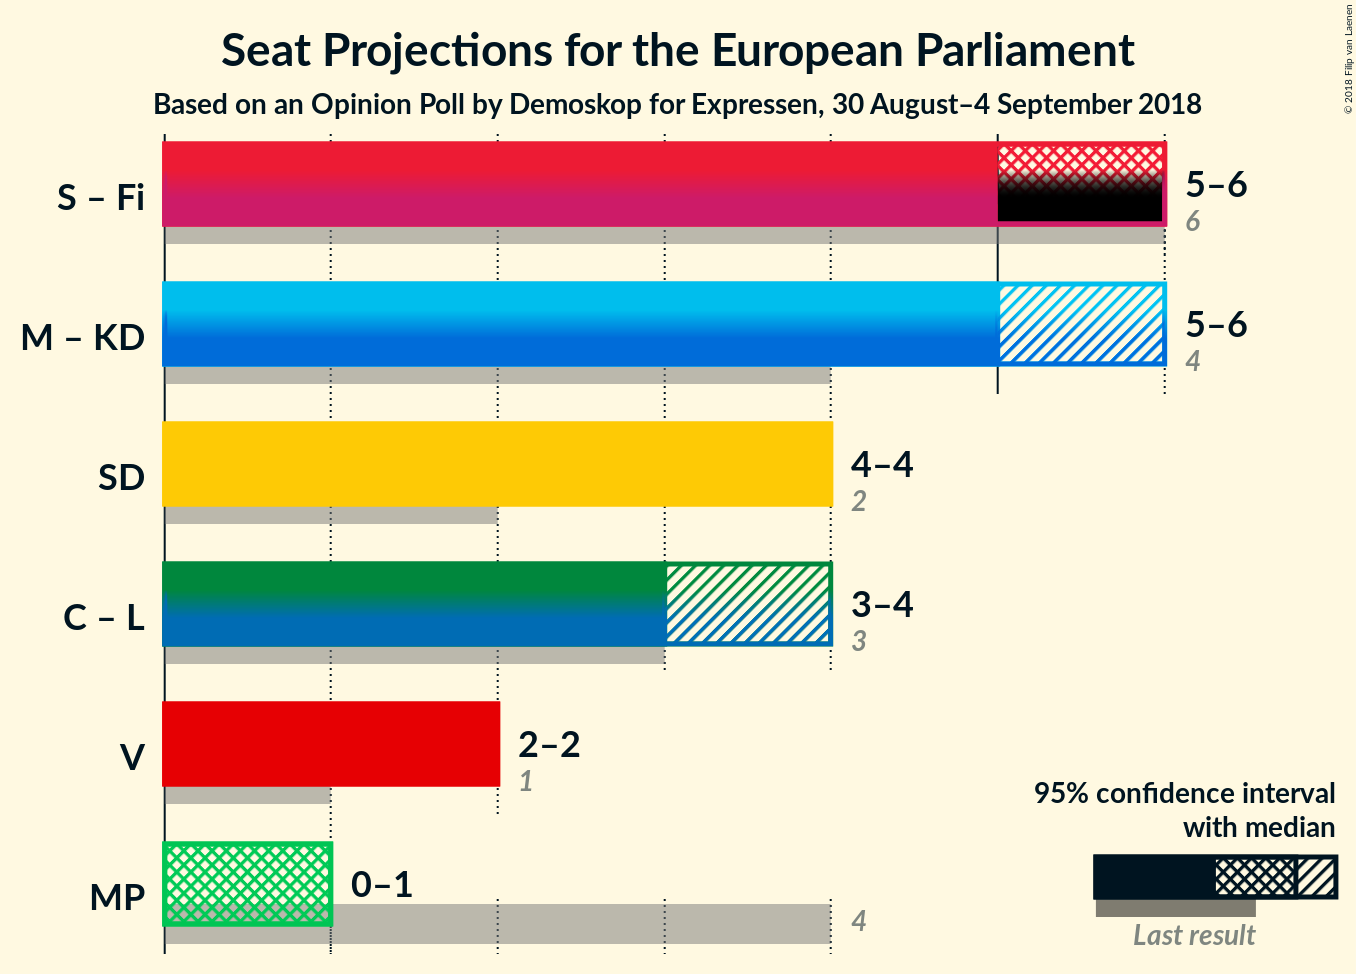 Seat Projections for the European Parliament
Based on an Opinion Poll by Demoskop for Expressen, 30 August–4 September 2018
© 2018 Filip van Laenen
S – Fi
5–6
6
M – KD
5–6
4
SD
4–4
2
C – L
3–4
3
V
2–2
1
MP
0–1
4
95% confidence interval
with median
Last result